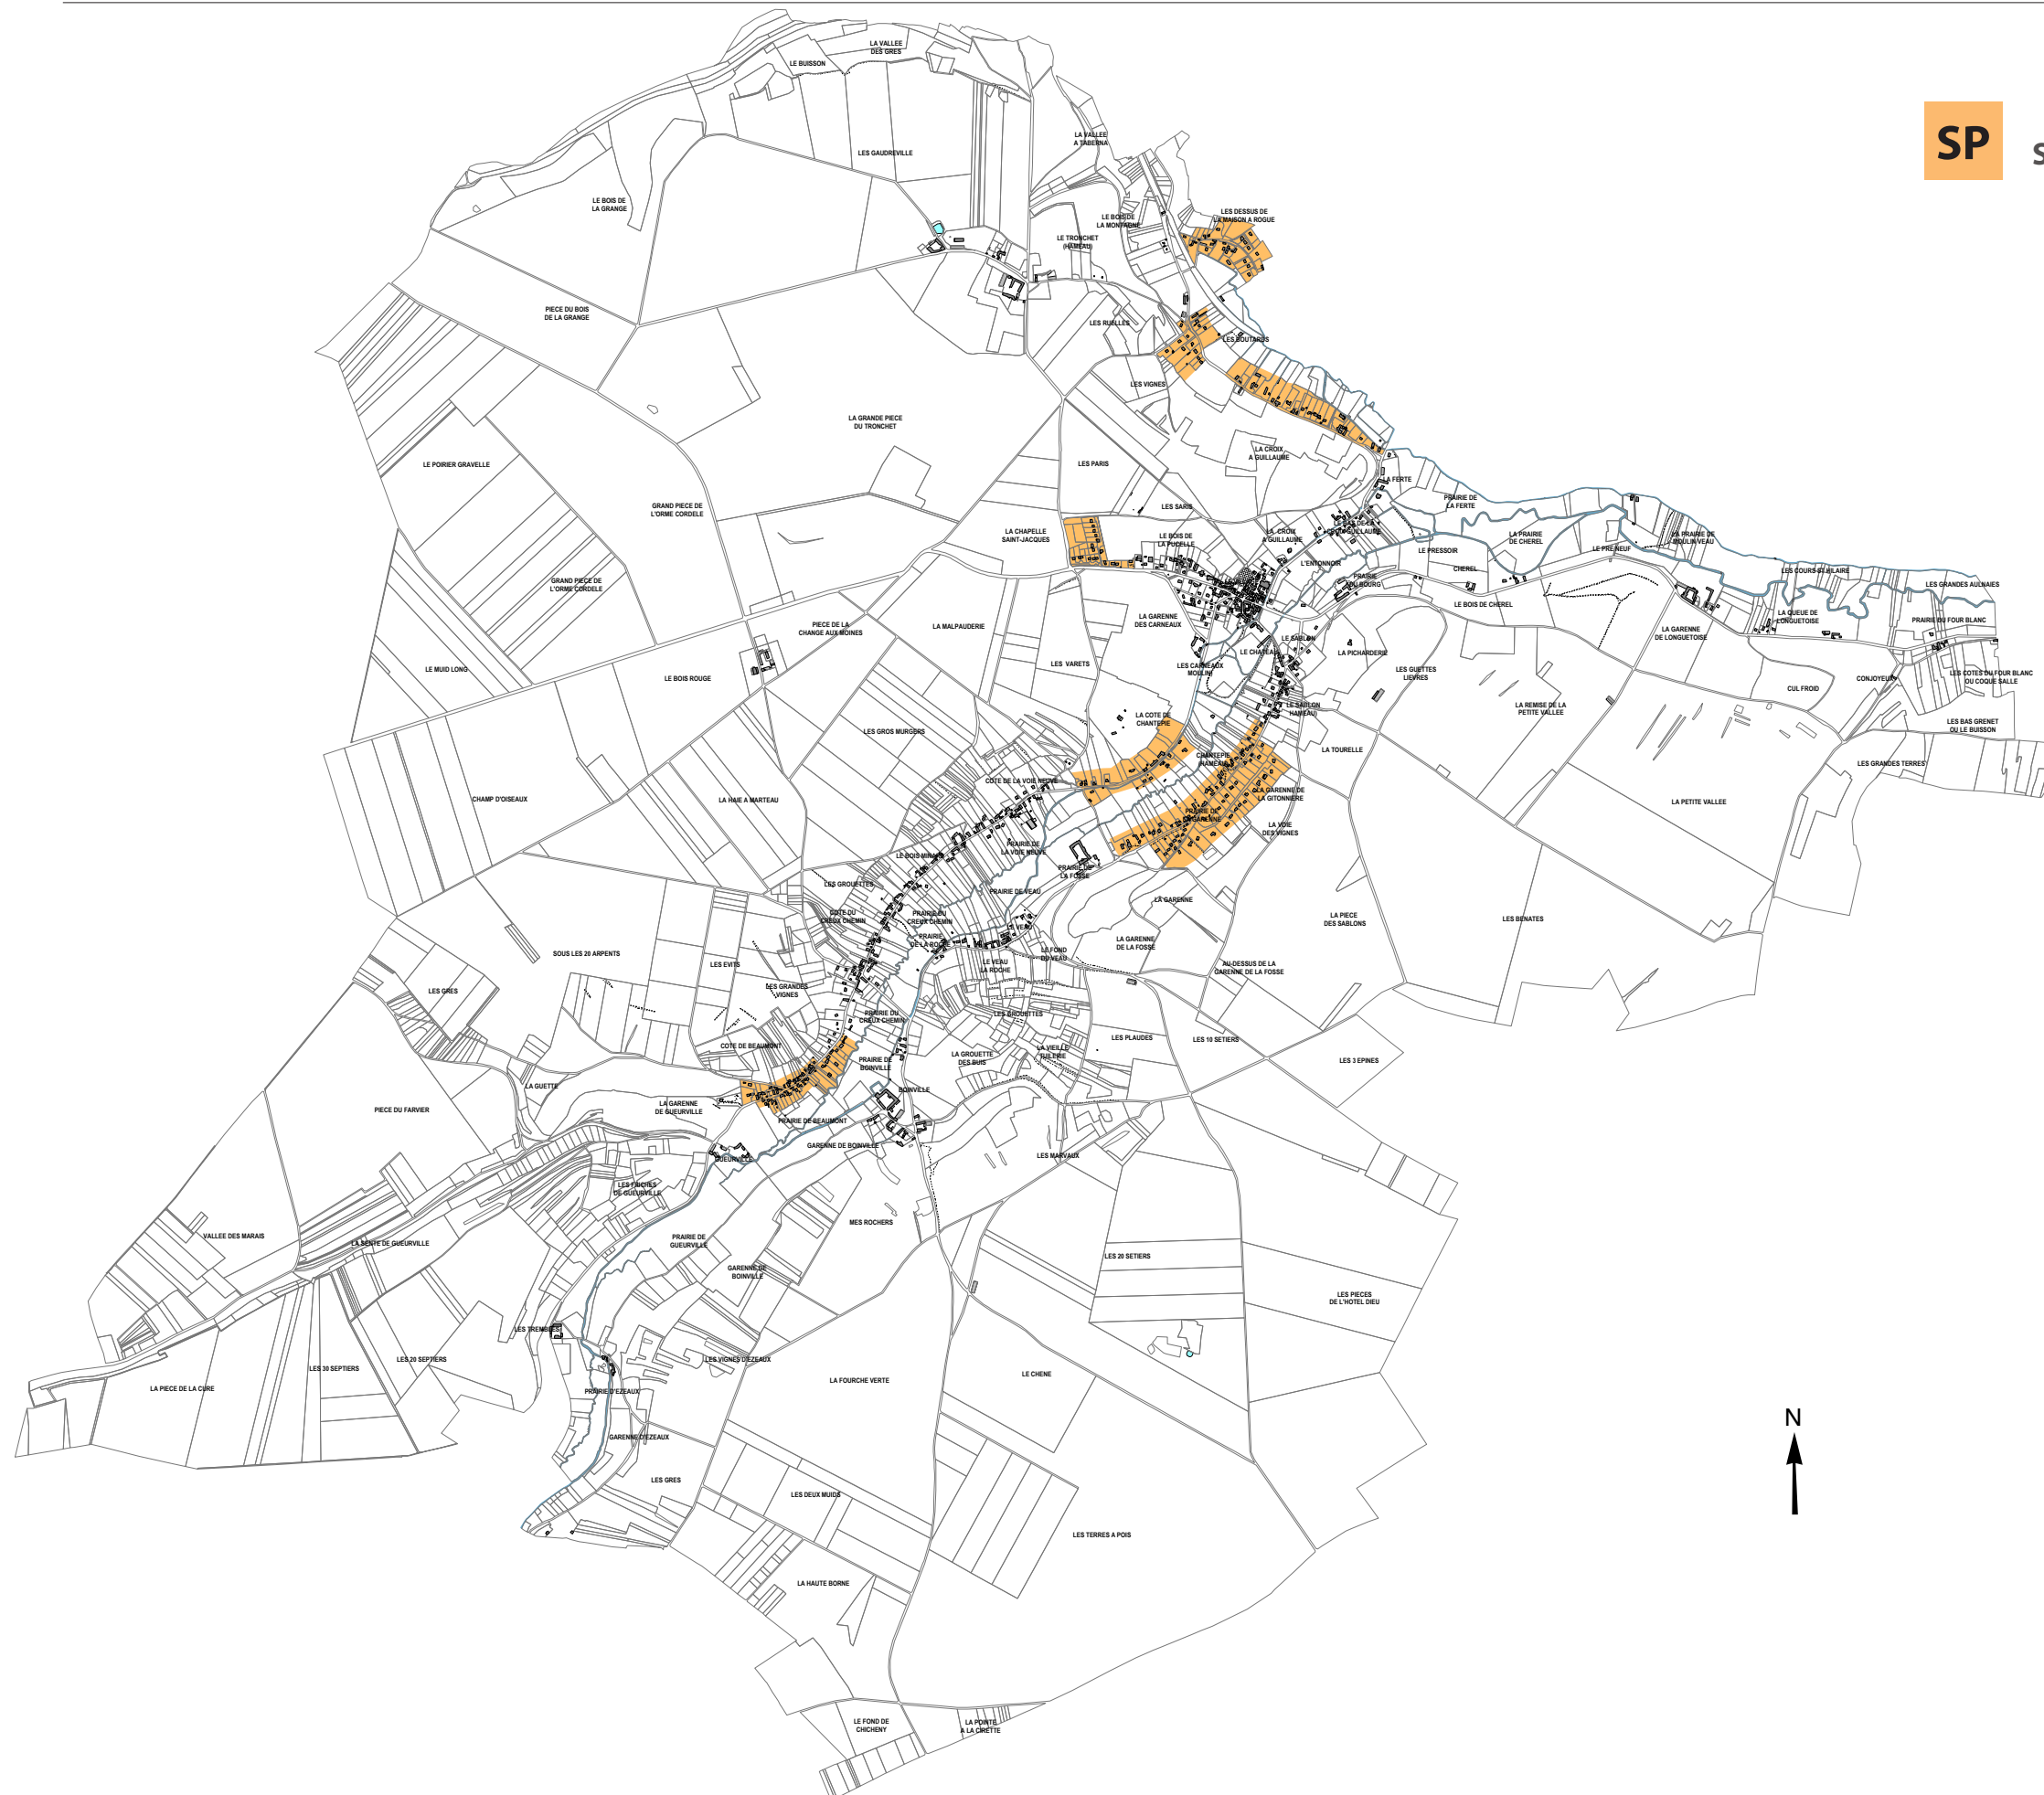 LA VALLEE
DES GRES
LE BUISSON
SP
S
LA VALLEE
A TABERNA
LES GAUDREVILLE
LE BOIS DE
LA GRANGE
LE BOIS DE
LA MONTAGNE
LES DESSUS DE
LA MAISON A ROGUE
LE TRONCHET
(HAMEAU)
PIECE DU BOIS
DE LA GRANGE
LES RUELLES
LES BOUTARDS
LES VIGNES
LA GRANDE PIECE
DU TRONCHET
LA CROIX
A GUILLAUME
LE POIRIER GRAVELLE
LES PARIS
LA FERTE
PRAIRIE DE
LA FERTE
GRAND PIECE DE
L'ORME CORDELE
LES SARIS
LA CHAPELLE
SAINT-JACQUES
LE BOIS DE
LA PUCELLE
LA CROIX
A GUILLAUME
LE BAS DE LA
CROIX GUILLAUME
LA PRAIRIE
DE CHEREL
LA PRAIRIE DE
MOULIN VEAU
LE PRESSOIR
LE PRE NEUF
L'ENTONNOIR
CHEREL
LES COURS ST HILAIRE
GRAND PIECE DE
L'ORME CORDELE
PRAIRIE
DU BOURG
LES GRANDES AULNAIES
LE BOIS DE CHEREL
LA QUEUE DE
LONGUETOISE
PRAIRIE DU FOUR BLANC
LA GARENNE
DES CARNEAUX
PIECE DE LA
CHANGE AUX MOINES
LA MALPAUDERIE
LA GARENNE
DE LONGUETOISE
LE SABLON
LE CHATEAU
LA PICHARDERIE
LES VARETS
LES CARNEAUX
MOULIN
LE MUID LONG
LE BOIS ROUGE
LES GUETTES
LIEVRES
LES COTES DU FOUR BLANC
OU COQUE SALLE
CONJOYEUX
CUL FROID
LE SABLON
(HAMEAU)
LA REMISE DE LA
PETITE VALLEE
LA COTE DE
CHANTEPIE
LES BAS GRENET
OU LE BUISSON
LES GROS MURGERS
LA TOURELLE
CHANTEPIE
(HAMEAU)
LES GRANDES TERRES
COTE DE LA VOIE NEUVE
LA GARENNE DE
LA GITONNIERE
CHAMP D'OISEAUX
LA HAIE A MARTEAU
LA PETITE VALLEE
PRAIRIE DE
LA GARENNE
LA VOIE
DES VIGNES
PRAIRIE DE
LA VOIE NEUVE
PRAIRIE DE
LA FOSSE
LES GROUETTES
PRAIRIE DE VEAU
LA GARENNE
COTE DU
CREUX CHEMIN
PRAIRIE DU
CREUX CHEMIN
LA PIECE
DES SABLONS
LES BENATES
LE VEAU
PRAIRIE
DE LA ROCHE
LA GARENNE
DE LA FOSSE
SOUS LES 20 ARPENTS
LE FOND
DU VEAU
LES EVITS
LE VEAU
LA ROCHE
AU-DESSUS DE LA
GARENNE DE LA FOSSE
LES GRES
LES GRANDES
VIGNES
PRAIRIE DU
CREUX CHEMIN
LES GROUETTES
LES PLAUDES
LES 10 SETIERS
COTE DE BEAUMONT
LA GROUETTE
DES BUIS
LA VIEILLE
TUILERIE
PRAIRIE DE
BOINVILLE
LES 3 EPINES
LA GUETTE
BOINVILLE
LA GARENNE
DE GUEURVILLE
PIECE DU FARVIER
PRAIRIE DE BEAUMONT
GARENNE DE BOINVILLE
LES MARVAUX
GUEURVILLE
LES FRICHES
DE GUEURVILLE
MES ROCHERS
VALLEE DES MARAIS
LA SENTE DE GUEURVILLE
PRAIRIE DE
GUEURVILLE
LES 20 SETIERS
GARENNE DE
BOINVILLE
LES PIECES
DE L'HOTEL DIEU
LES TREMBLES
LES 20 SEPTIERS
LES 30 SEPTIERS
LES VIGNES D'EZEAUX
LA PIECE DE LA CURE
LA FOURCHE VERTE
LE CHENE
PRAIRIE D'EZEAUX
N
GARENNE D'EZEAUX
LES GRES
LES DEUX MUIDS
LES TERRES A POIS
LA HAUTE BORNE
LE FOND DE
CHICHENY
LA POINTE
A LA CIRETTE